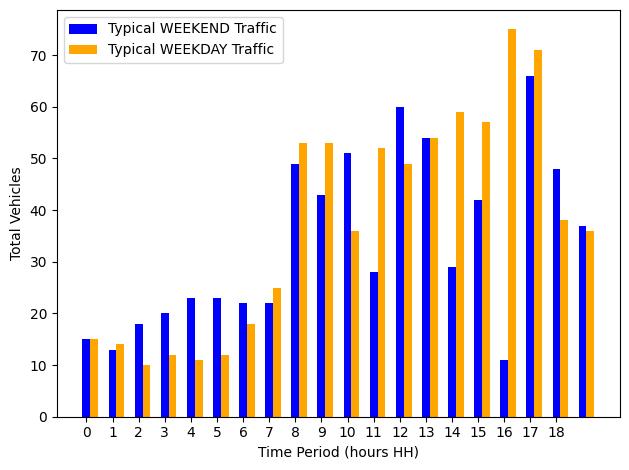 Typical WEEKEND Traffic
Typical WEEKDAY Traffic
70
60
50
40
30
20
10
0
Total Vehicles
0 1 2 3 4 5 6 7 8 9 10 11 12 13 14 15 16 17 18
Time Period (hours HH)